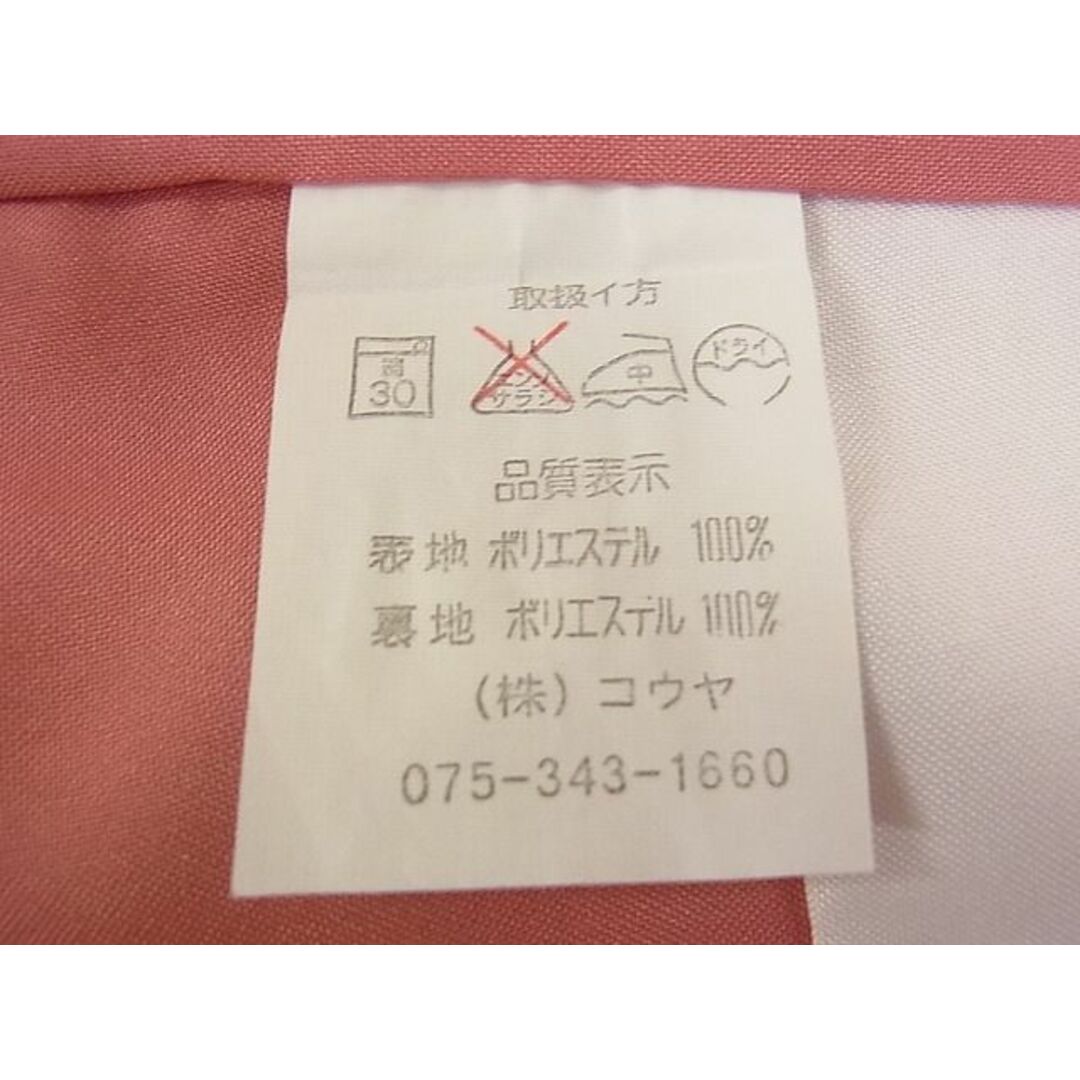 取扱イ方
弱 30 エンソ サラシ 中 ドライ
品質表示
表地 ポリエステル 100%
裏地 ポリエステル 100%
(株) コウヤ
075-343-1660